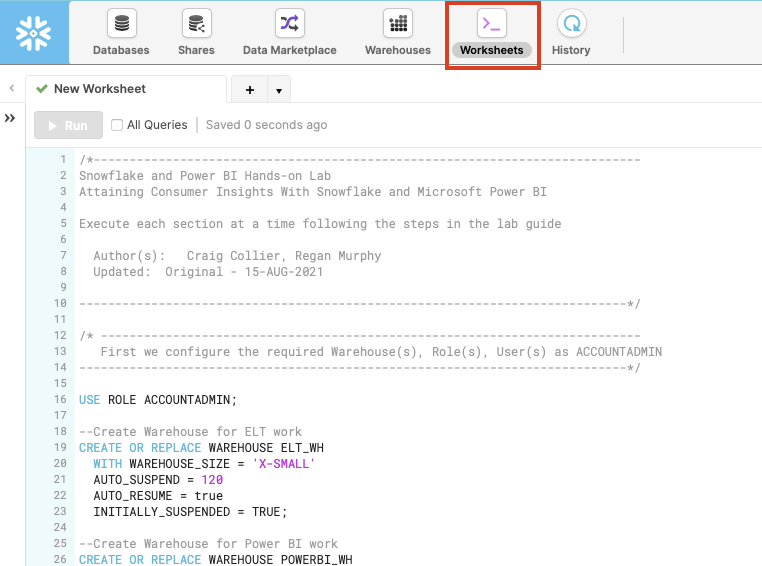 Databases
Shares
Data Marketplace
Warehouses
Worksheets
History
New Worksheet
Run
All Queries
Saved 0 seconds ago
1 /*----------------------------------------------------------------------------
2 Snowflake and Power BI Hands-on Lab
3 Attaining Consumer Insights With Snowflake and Microsoft Power BI
4
5 Execute each section at a time following the steps in the lab guide
6
7   Author(s):   Craig Collier, Regan Murphy
8   Updated:  Original - 15-AUG-2021
9
10 ----------------------------------------------------------------------------*/
11
12 /* ---------------------------------------------------------------------------
13    First we configure the required Warehouse(s), Role(s), User(s) as ACCOUNTADMIN
14 ----------------------------------------------------------------------------*/
15
16 USE ROLE ACCOUNTADMIN;
17
18 --Create Warehouse for ELT work
19 CREATE OR REPLACE WAREHOUSE ELT_WH
20   WITH WAREHOUSE_SIZE = 'X-SMALL'
21   AUTO_SUSPEND = 120
22   AUTO_RESUME = true
23   INITIALLY_SUSPENDED = TRUE;
24
25 --Create Warehouse for Power BI work
26 CREATE OR REPLACE WAREHOUSE POWERBI_WH